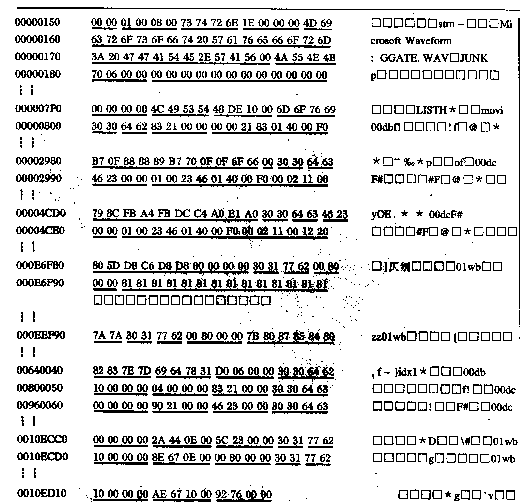 00000150 00 00 01 00 08 00 73 74 72 6E 1E 00 00 00 4D 69 □□□□□□strn－□□□Mi
00000160 63 72 6F 73 6F 66 74 20 57 61 76 65 66 6F 72 6D crosoft Waveform
00000170 3A 20 47 47 41 54 45 2E 57 41 56 00 4A 55 4E 4B : GGATE. WAV□JUNK
00000180 70 06 00 00 00 00 00 00 00 00 00 00 00 00 00 00
000007F0 00 00 00 00 4C 49 53 54 48 DE 10 00 6D 6F 76 69 □□□□LISTH*□□movi
00000800 30 30 64 62 83 21 00 00 00 00 21 83 01 40 00 F0
00002980 B7 0F 88 88 89 B7 70 0F 0F 6F 66 00 30 30 64 63
00002990 46 23 00 00 01 00 23 46 01 40 00 F0 00 02 11 00
00004CD0 79 8C FB A4 FB DC C4 A0 E1 A0 30 30 64 63 46 23
00004CE0 00 00 01 00 23 46 01 40 00 F0 00 02 11 00 12 20
000E6F80 80 5D D8 C6 D8 D8 00 00 00 00 30 31 77 62 00 80
000E6F90 00 00 81 81 81 81 81 81 81 81 81 81 81 81 81 81
□□□□□□□□□□□□□□□□
000EEF90 7A 7A 30 31 77 62 00 80 00 00 7B 80 87 85 84 80
00640040 82 83 7E 7D 69 64 78 31 D0 06 00 00 30 30 64 62
00800050 10 00 00 00 04 00 00 00 83 21 00 00 30 30 64 63
00960060 00 00 00 00 90 21 00 00 46 23 00 00 30 30 64 63
0010ECC0 00 00 00 00 2A 44 0E 00 5C 23 00 00 30 31 77 62 □□□□*D□□\#□□01wb
0010ECD0 10 00 00 00 8E 67 0E 00 00 80 00 00 30 31 77 62
0010ED10 10 00 00 00 AE 67 10 00 92 76 00 00